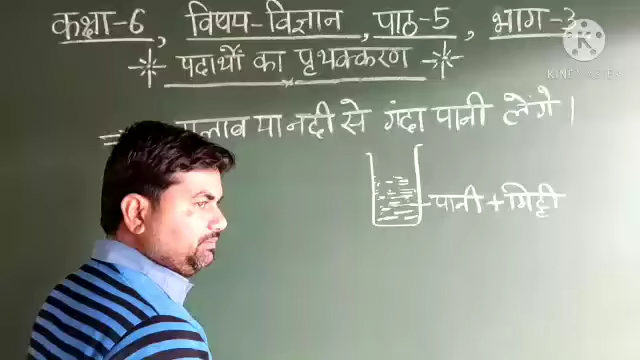 कक्षा-6, विषय-विज्ञान, पाठ-5, भाग-3
पदार्थों का पृथक्करण
या नदी से गंदा पानी लेंगे।
पानी + मिट्टी